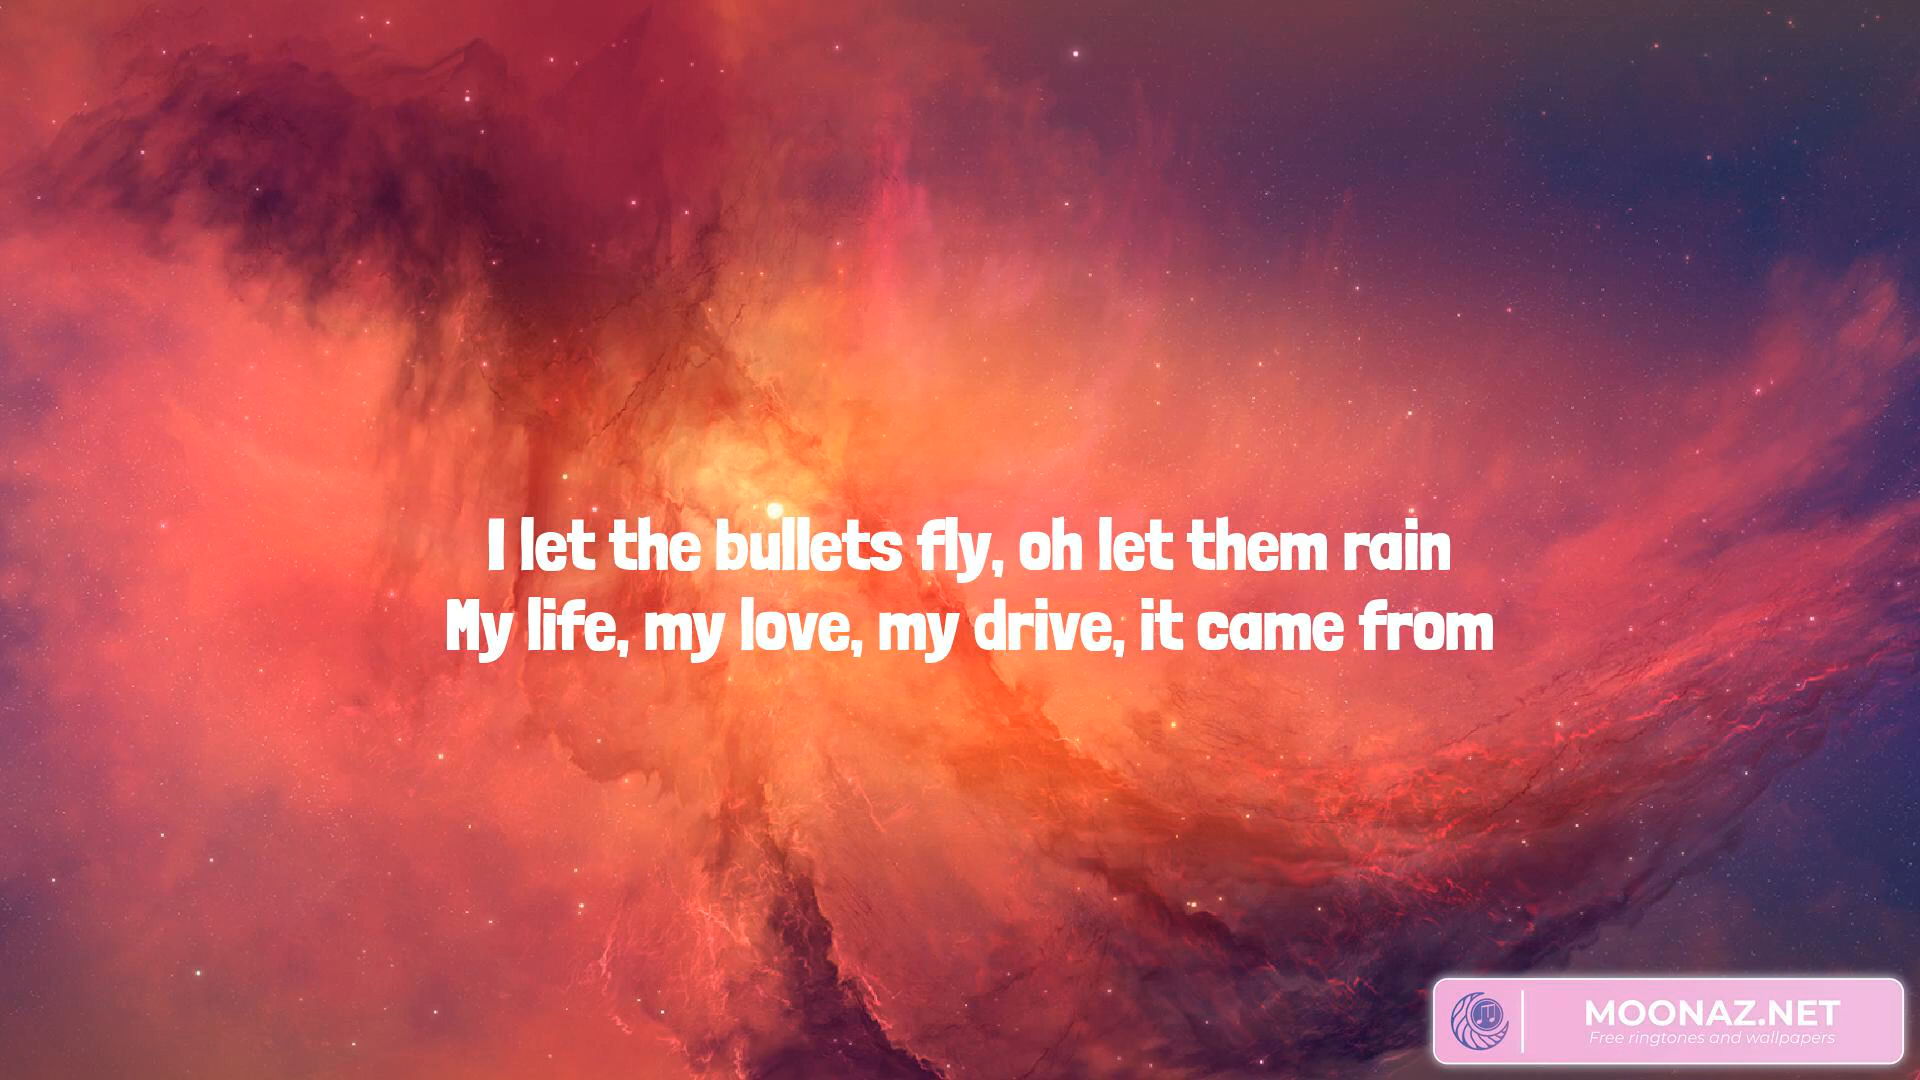 I let the bullets fly, oh let them rain
My life, my love, my drive, it came from
MOONAZ.NET
Free ringtones and wallpapers